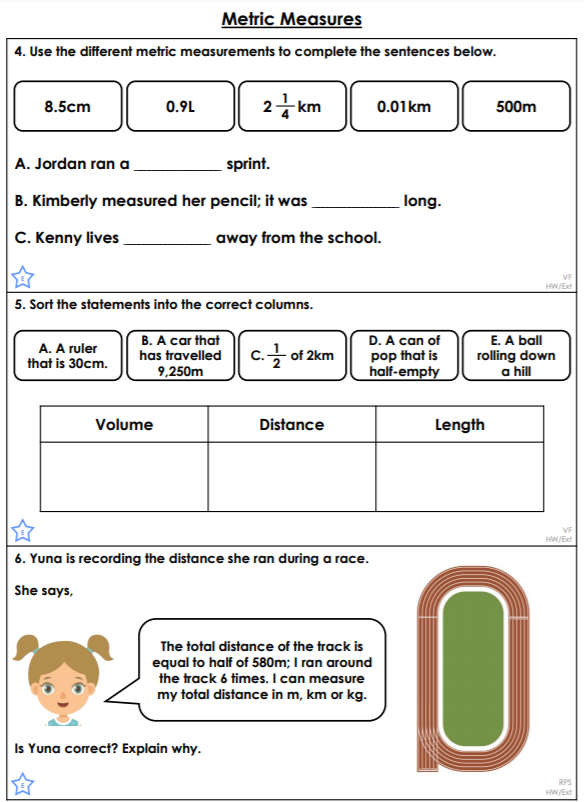 Metric Measures
4. Use the different metric measurements to complete the sentences below.
8.5cm
0.9L
2 1/4 km
0.01km
500m
A. Jordan ran a ______________ sprint.
B. Kimberly measured her pencil; it was ______________ long.
C. Kenny lives ______________ away from the school.
E
VF
HW/Ext
5. Sort the statements into the correct columns.
A. A ruler
that is 30cm.
B. A car that
has travelled
9,250m
C. 1/2 of 2km
D. A can of
pop that is
half-empty
E. A ball
rolling down
a hill
Volume
Distance
Length
E
VF
HW/Ext
6. Yuna is recording the distance she ran during a race.
She says,
The total distance of the track is
equal to half of 580m; I ran around
the track 6 times. I can measure
my total distance in m, km or kg.
Is Yuna correct? Explain why.
E
RPS
HW/Ext